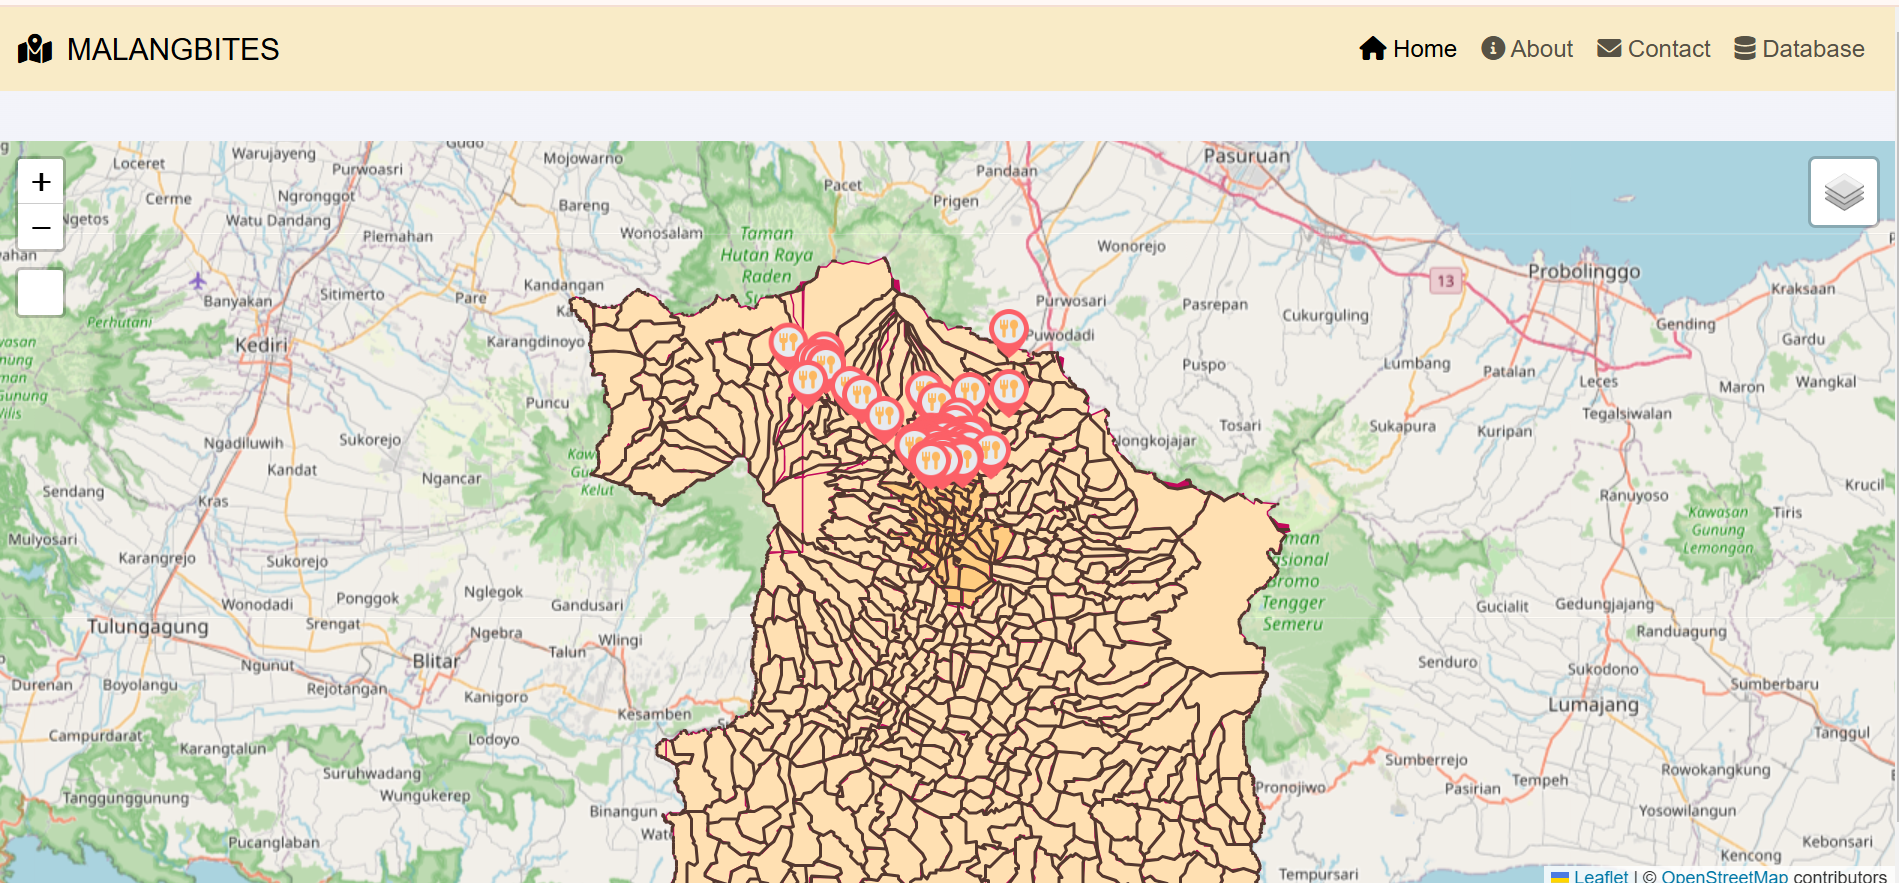 MALANGBITES
Home
About
Contact
Database
+
−
Loceret
Warujayeng
Purwoasri
Gudo
Mojowarno
Cerme
Ngronggot
Ngetos
Watu Dandang
Plemahan
Bareng
Wonosalam
Pacet
Prigen
Pandaan
Pasuruan
Taman
Hutan Raya
Raden
Wonorejo
Probolinggo
13
Kraksaan
Banyakan
Sitimerto
Pare
Kandangan
Perhutani
Kediri
Karangdinoyo
Purwosari
Puwodadi
Pasrepan
Cukurguling
Gending
Gardu
Puspo
Lumbang
Patalan
Leces
Maron
Wangkal
Puncu
Tegalsiwalan
Ngadiluwih
Sukorejo
Tosari
Sukapura
Kuripan
Kandat
Ngancar
Kelut
Sendang
Kras
Ranuyoso
Krucil
Kawasan
Gunung
Lemongan
Tiris
Mulyosari
Karangrejo
Sukorejo
Bromo
Tengger
Semeru
Wonodadi
Ponggok
Nglegok
Gandusari
Gucialit
Gedungjajang
Tulungagung
Srengat
Ngebra
Wlingi
Talun
Randuagung
Ngunut
Blitar
Senduro
Sukodono
Durenan
Boyolangu
Rejotangan
Kanigoro
Kesamben
Sumberbaru
Lumajang
Campurdarat
Karangtalun
Lodoyo
Tanggul
Suruhwadang
Sumberrejo
Rowokangkung
Tanggunggunung
Wungukerep
Binangun
Pronojiwo
Pasirian
Tempeh
Yosowilangun
Pucanglaban
Kebonsari
Kencong
Tempursari
Leaflet | © OpenStreetMap contributors